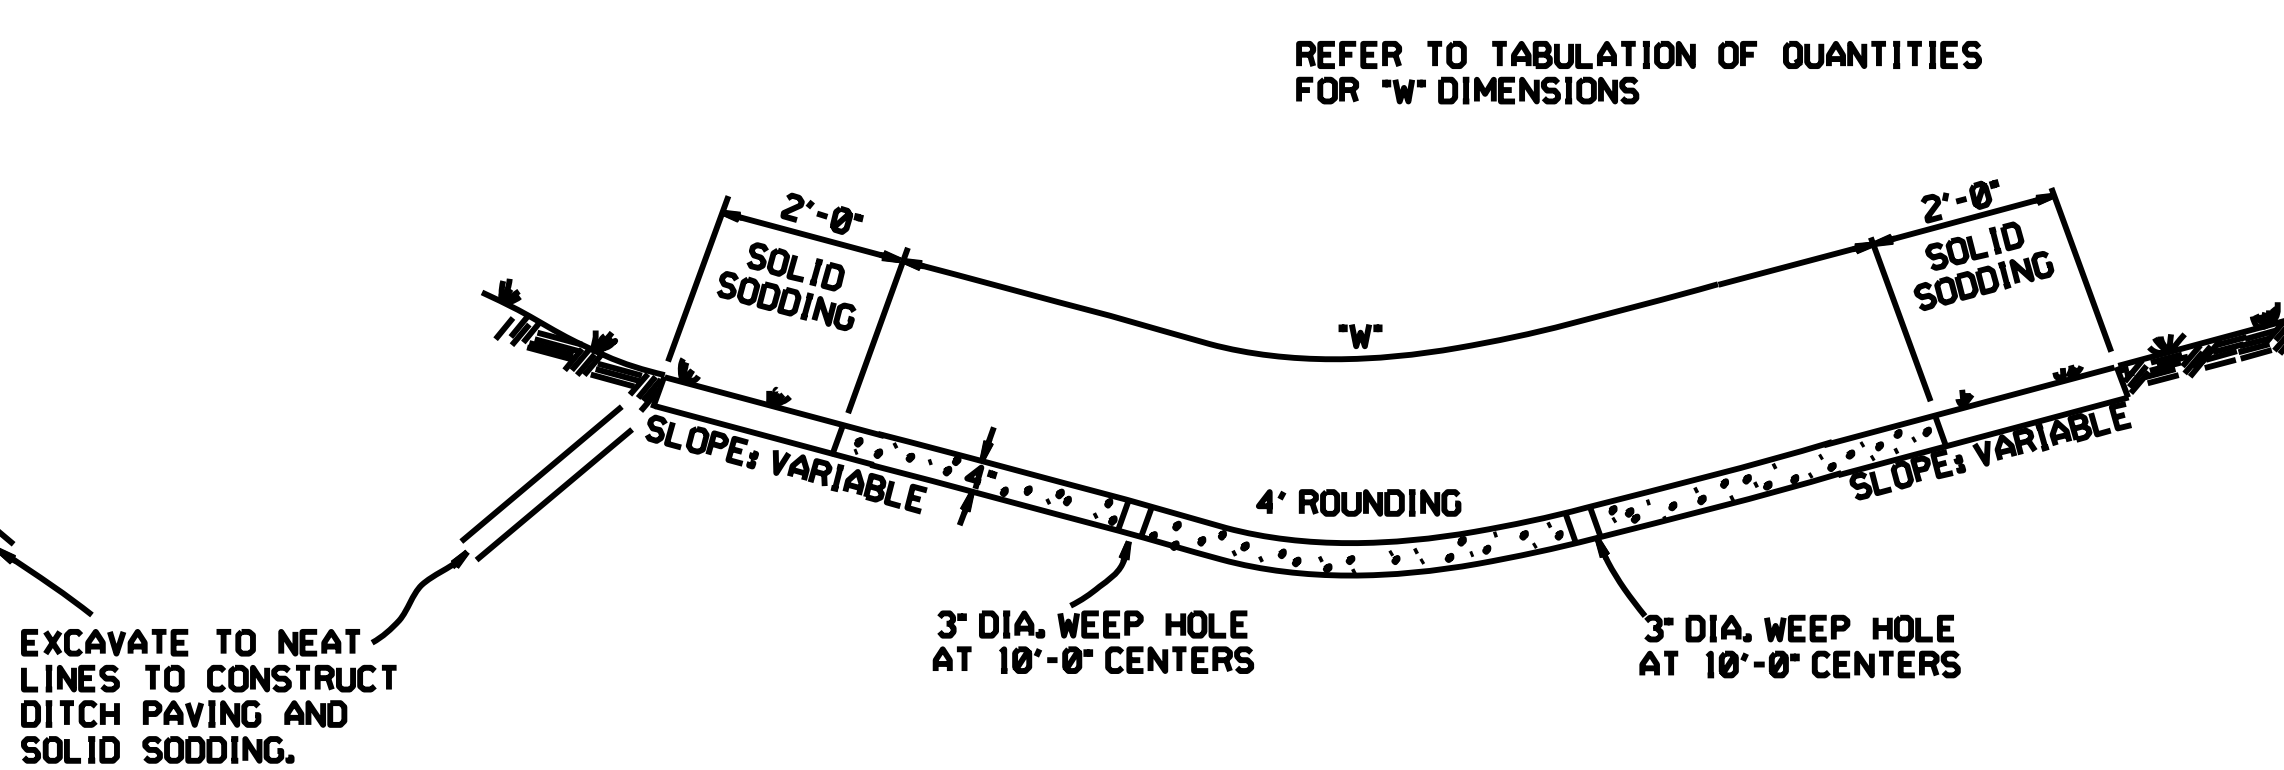 REFER TO TABULATION OF QUANTITIES
FOR "W" DIMENSIONS
2'-0"
SOLID
SODDING
2'-0"
SOLID
SODDING
"W"
SLOPE: VARIABLE
4"
4' ROUNDING
SLOPE: VARIABLE
3" DIA. WEEP HOLE
AT 10'-0" CENTERS
3" DIA. WEEP HOLE
AT 10'-0" CENTERS
EXCAVATE TO NEAT
LINES TO CONSTRUCT
DITCH PAVING AND
SOLID SODDING.